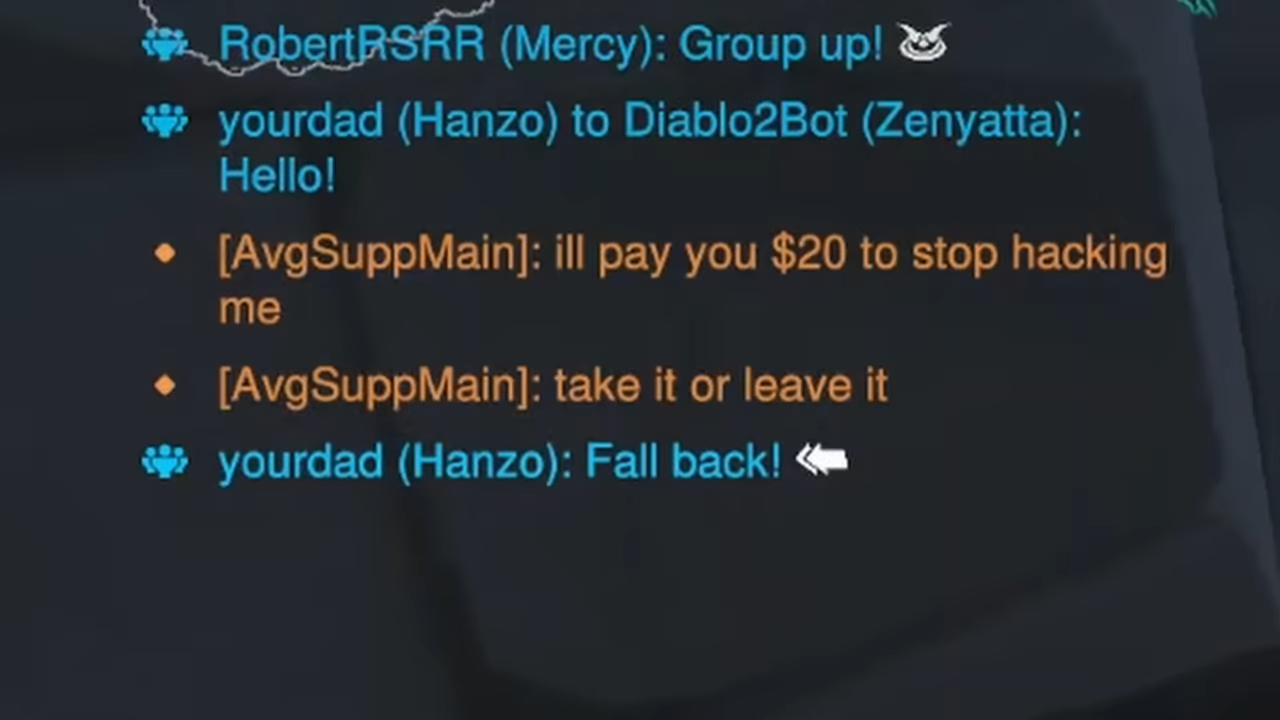 RobertRSRR (Mercy): Group up!
yourdad (Hanzo) to Diablo2Bot (Zenyatta):
Hello!
[AvgSuppMain]: ill pay you $20 to stop hacking
me
[AvgSuppMain]: take it or leave it
yourdad (Hanzo): Fall back!